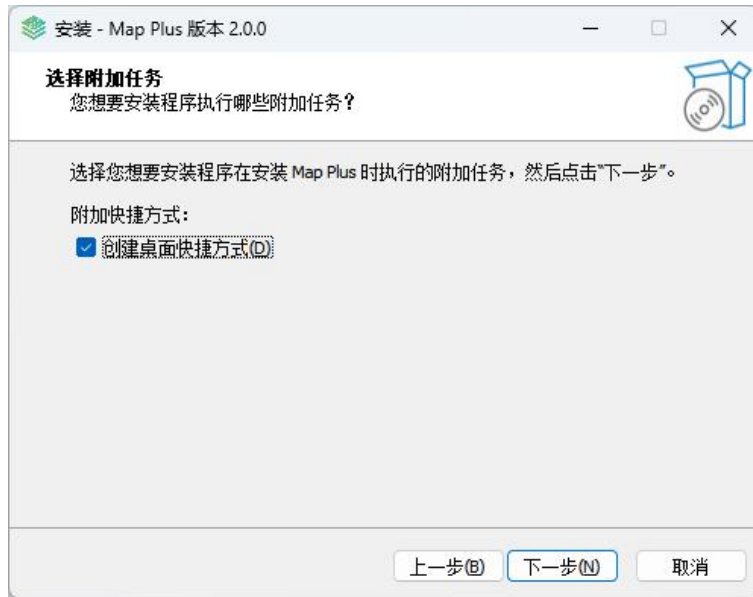 安装 - Map Plus 版本 2.0.0
选择附加任务
您想要安装程序执行哪些附加任务？
选择您想要安装程序在安装 Map Plus 时执行的附加任务，然后点击“下一步”。
附加快捷方式：
创建桌面快捷方式(D)
上一步(B) 下一步(N) 取消